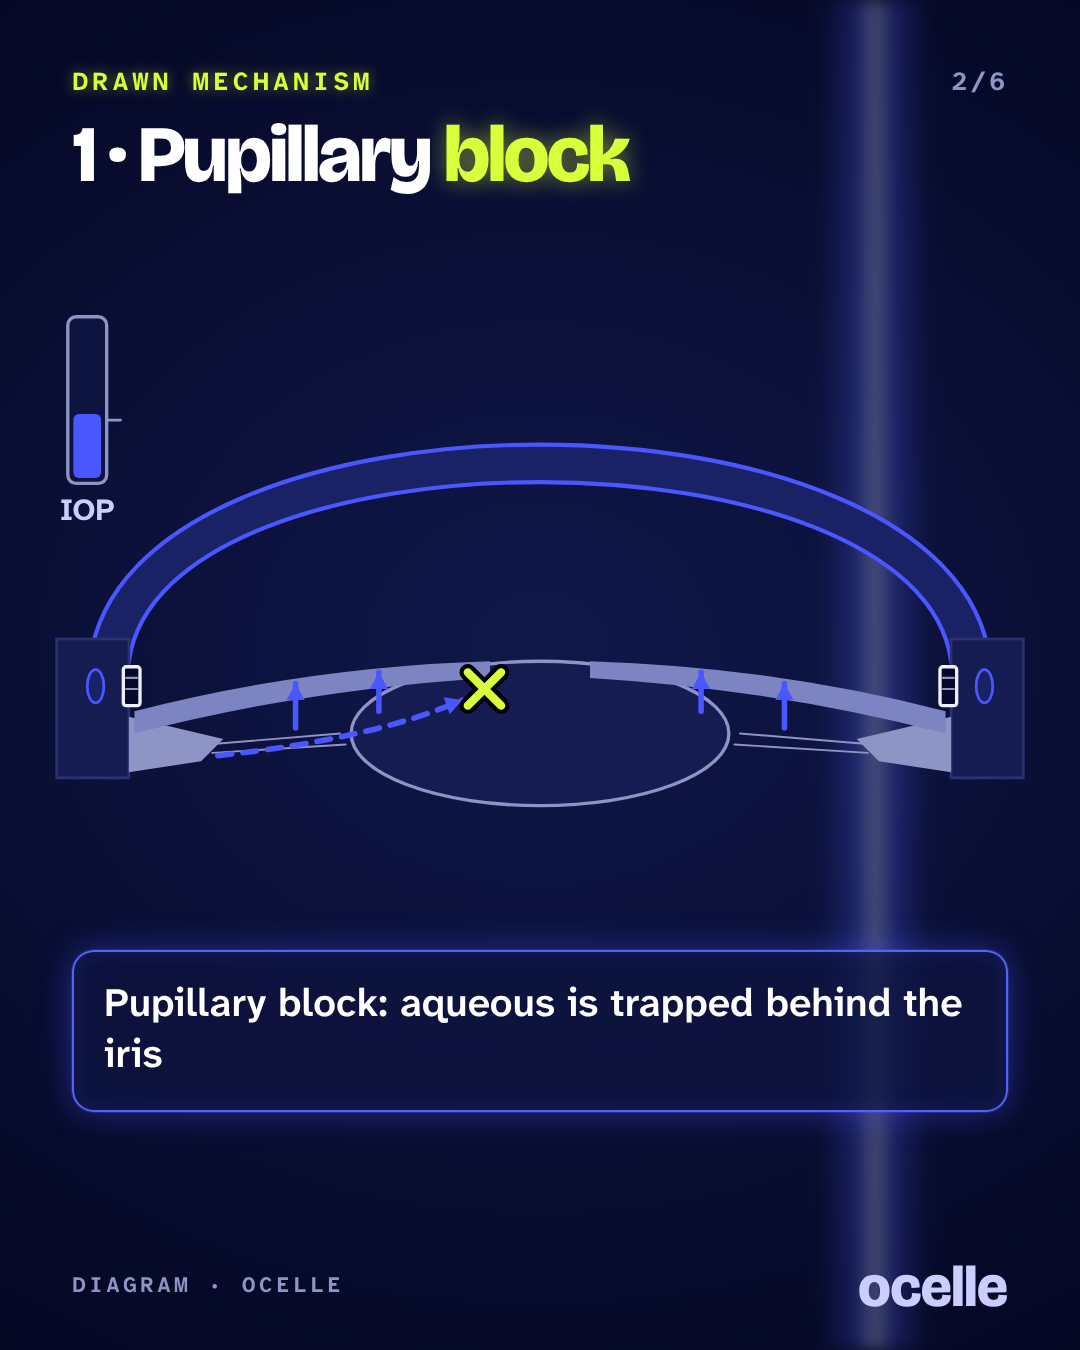 DRAWN MECHANISM
2/6
1 · Pupillary block
IOP
Pupillary block: aqueous is trapped behind the
iris
DIAGRAM · OCELLE
ocelle